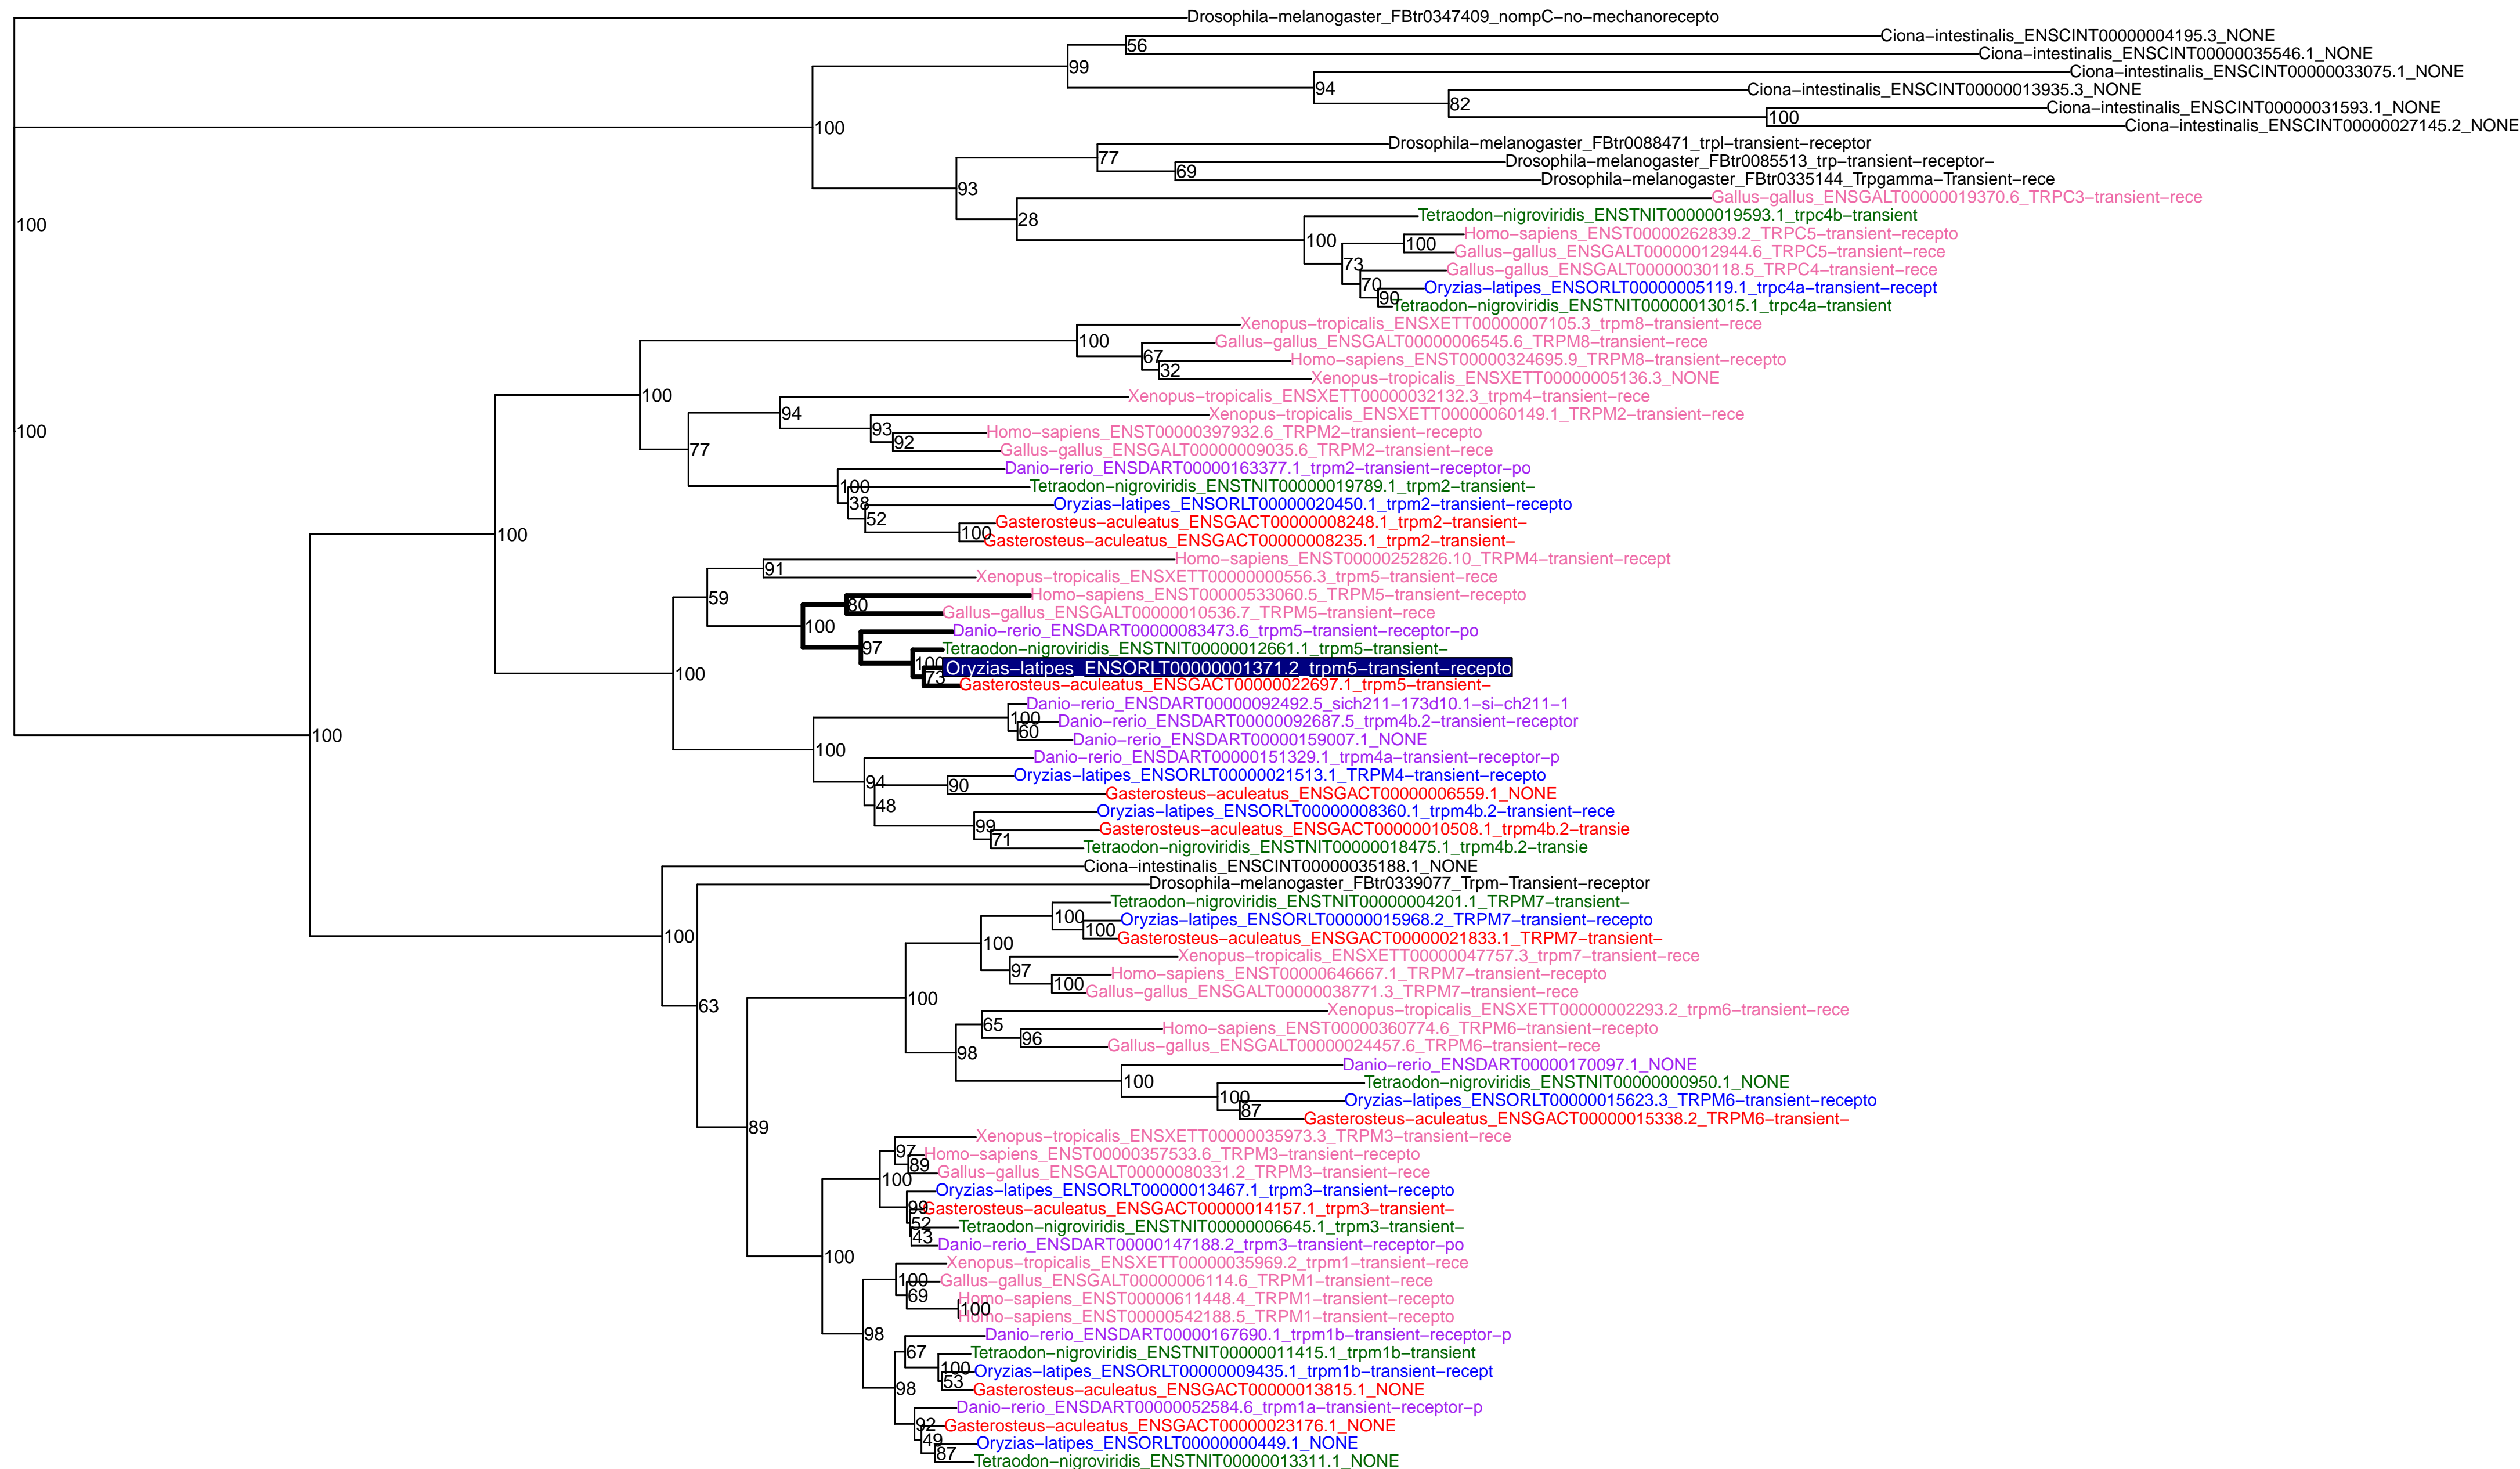 Drosophila−melanogaster_FBtr0347409_nompC−no−mechanorecepto
Ciona−intestinalis_ENSCINT00000004195.3_NONE
56
Ciona−intestinalis_ENSCINT00000035546.1_NONE
99
Ciona−intestinalis_ENSCINT00000033075.1_NONE
94
Ciona−intestinalis_ENSCINT00000013935.3_NONE
82
Ciona−intestinalis_ENSCINT00000031593.1_NONE
100
Ciona−intestinalis_ENSCINT00000027145.2_NONE
100
Drosophila−melanogaster_FBtr0088471_trpl−transient−receptor
77
Drosophila−melanogaster_FBtr0085513_trp−transient−receptor−
69
Drosophila−melanogaster_FBtr0335144_Trpgamma−Transient−rece
93
Gallus−gallus_ENSGALT00000019370.6_TRPC3−transient−rece
28
Tetraodon−nigroviridis_ENSTNIT00000019593.1_trpc4b−transient
100
Homo−sapiens_ENST00000262839.2_TRPC5−transient−recepto
100
Gallus−gallus_ENSGALT00000012944.6_TRPC5−transient−rece
73
Gallus−gallus_ENSGALT00000030118.5_TRPC4−transient−rece
70
Oryzias−latipes_ENSORLT00000005119.1_trpc4a−transient−recept
90
Tetraodon−nigroviridis_ENSTNIT00000013015.1_trpc4a−transient
100
Xenopus−tropicalis_ENSXETT00000007105.3_trpm8−transient−rece
100
Gallus−gallus_ENSGALT00000006545.6_TRPM8−transient−rece
67
Homo−sapiens_ENST00000324695.9_TRPM8−transient−recepto
32
Xenopus−tropicalis_ENSXETT00000005136.3_NONE
100
Xenopus−tropicalis_ENSXETT00000032132.3_trpm4−transient−rece
94
Xenopus−tropicalis_ENSXETT00000060149.1_TRPM2−transient−rece
93
Homo−sapiens_ENST00000397932.6_TRPM2−transient−recepto
92
Gallus−gallus_ENSGALT00000009035.6_TRPM2−transient−rece
100
77
Danio−rerio_ENSDART00000163377.1_trpm2−transient−receptor−po
100
Tetraodon−nigroviridis_ENSTNIT00000019789.1_trpm2−transient−
38
Oryzias−latipes_ENSORLT00000020450.1_trpm2−transient−recepto
52
Gasterosteus−aculeatus_ENSGACT00000008248.1_trpm2−transient−
100
Gasterosteus−aculeatus_ENSGACT00000008235.1_trpm2−transient−
100
Homo−sapiens_ENST00000252826.10_TRPM4−transient−recept
91
Xenopus−tropicalis_ENSXETT00000000556.3_trpm5−transient−rece
59
Homo−sapiens_ENST00000533060.5_TRPM5−transient−recepto
80
Gallus−gallus_ENSGALT00000010536.7_TRPM5−transient−rece
100
Danio−rerio_ENSDART00000083473.6_trpm5−transient−receptor−po
97
Tetraodon−nigroviridis_ENSTNIT00000012661.1_trpm5−transient−
100
Oryzias−latipes_ENSORLT00000001371.2_trpm5−transient−recepto
73
Gasterosteus−aculeatus_ENSGACT00000022697.1_trpm5−transient−
100
Danio−rerio_ENSDART00000092492.5_sich211−173d10.1−si−ch211−1
100
Danio−rerio_ENSDART00000092687.5_trpm4b.2−transient−receptor
60
Danio−rerio_ENSDART00000159007.1_NONE
100
Danio−rerio_ENSDART00000151329.1_trpm4a−transient−receptor−p
94
Oryzias−latipes_ENSORLT00000021513.1_TRPM4−transient−recepto
90
Gasterosteus−aculeatus_ENSGACT00000006559.1_NONE
48
Oryzias−latipes_ENSORLT00000008360.1_trpm4b.2−transient−rece
99
Gasterosteus−aculeatus_ENSGACT00000010508.1_trpm4b.2−transie
71
Tetraodon−nigroviridis_ENSTNIT00000018475.1_trpm4b.2−transie
100
Ciona−intestinalis_ENSCINT00000035188.1_NONE
100
Drosophila−melanogaster_FBtr0339077_Trpm−Transient−receptor
63
Tetraodon−nigroviridis_ENSTNIT00000004201.1_TRPM7−transient−
100
Oryzias−latipes_ENSORLT00000015968.2_TRPM7−transient−recepto
100
Gasterosteus−aculeatus_ENSGACT00000021833.1_TRPM7−transient−
100
Xenopus−tropicalis_ENSXETT00000047757.3_trpm7−transient−rece
97
Homo−sapiens_ENST00000646667.1_TRPM7−transient−recepto
100
Gallus−gallus_ENSGALT00000038771.3_TRPM7−transient−rece
100
Xenopus−tropicalis_ENSXETT00000002293.2_trpm6−transient−rece
65
Homo−sapiens_ENST00000360774.6_TRPM6−transient−recepto
96
Gallus−gallus_ENSGALT00000024457.6_TRPM6−transient−rece
98
Danio−rerio_ENSDART00000170097.1_NONE
100
Tetraodon−nigroviridis_ENSTNIT00000000950.1_NONE
100
Oryzias−latipes_ENSORLT00000015623.3_TRPM6−transient−recepto
87
Gasterosteus−aculeatus_ENSGACT00000015338.2_TRPM6−transient−
89
Xenopus−tropicalis_ENSXETT00000035973.3_TRPM3−transient−rece
97
Homo−sapiens_ENST00000357533.6_TRPM3−transient−recepto
89
Gallus−gallus_ENSGALT00000080331.2_TRPM3−transient−rece
100
Oryzias−latipes_ENSORLT00000013467.1_trpm3−transient−recepto
99
Gasterosteus−aculeatus_ENSGACT00000014157.1_trpm3−transient−
52
Tetraodon−nigroviridis_ENSTNIT00000006645.1_trpm3−transient−
43
Danio−rerio_ENSDART00000147188.2_trpm3−transient−receptor−po
100
Xenopus−tropicalis_ENSXETT00000035969.2_trpm1−transient−rece
100
Gallus−gallus_ENSGALT00000006114.6_TRPM1−transient−rece
69
Homo−sapiens_ENST00000611448.4_TRPM1−transient−recepto
100
Homo−sapiens_ENST00000542188.5_TRPM1−transient−recepto
98
Danio−rerio_ENSDART00000167690.1_trpm1b−transient−receptor−p
67
Tetraodon−nigroviridis_ENSTNIT00000011415.1_trpm1b−transient
100
Oryzias−latipes_ENSORLT00000009435.1_trpm1b−transient−recept
53
Gasterosteus−aculeatus_ENSGACT00000013815.1_NONE
98
Danio−rerio_ENSDART00000052584.6_trpm1a−transient−receptor−p
92
Gasterosteus−aculeatus_ENSGACT00000023176.1_NONE
49
Oryzias−latipes_ENSORLT00000000449.1_NONE
87
Tetraodon−nigroviridis_ENSTNIT00000013311.1_NONE